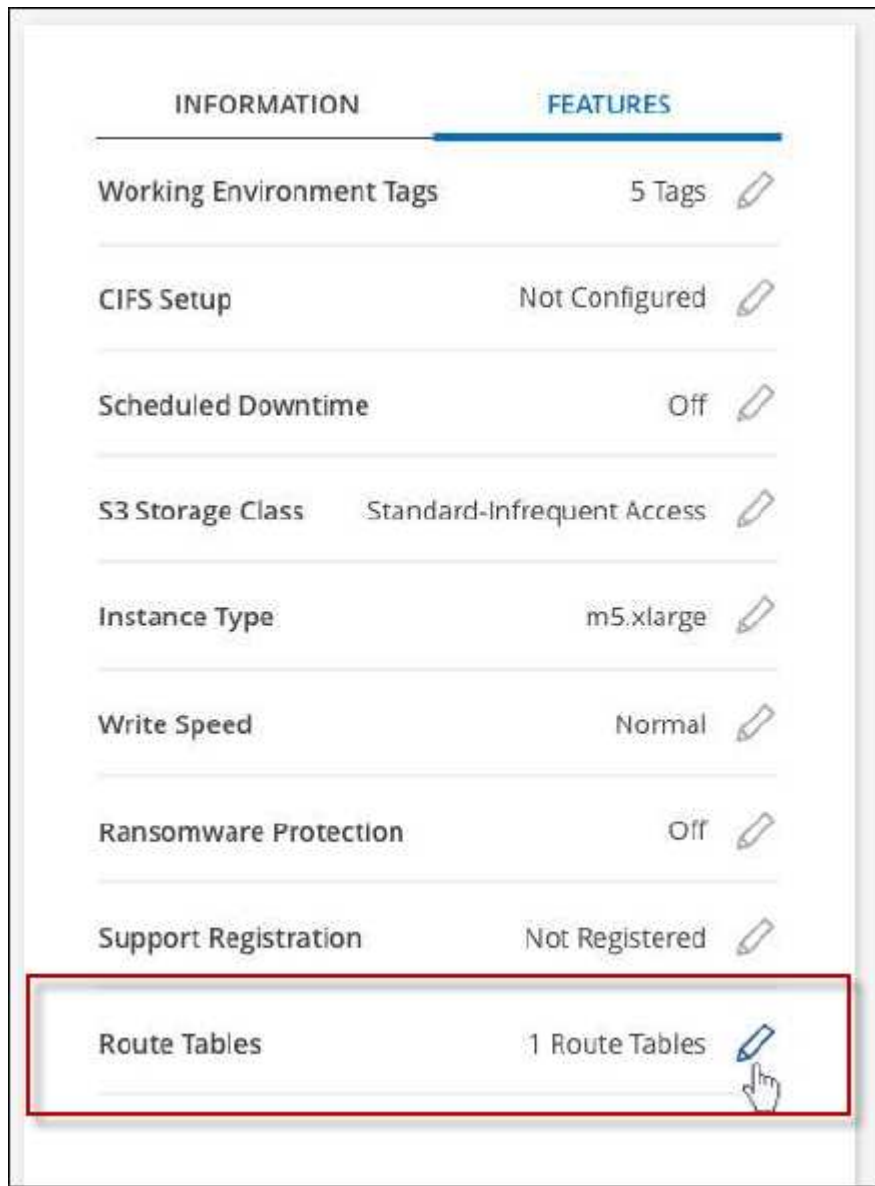 INFORMATION FEATURES
Working Environment Tags 5 Tags
CIFS Setup Not Configured
Scheduled Downtime Off
S3 Storage Class Standard-Infrequent Access
Instance Type m5.xlarge
Write Speed Normal
Ransomware Protection Off
Support Registration Not Registered
Route Tables 1 Route Tables